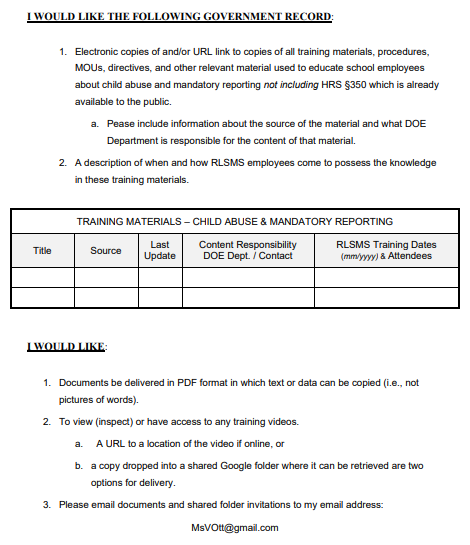 I WOULD LIKE THE FOLLOWING GOVERNMENT RECORD:
1. Electronic copies of and/or URL link to copies of all training materials, procedures,
MOUs, directives, and other relevant material used to educate school employees
about child abuse and mandatory reporting not including HRS §350 which is already
available to the public.
a. Pease include information about the source of the material and what DOE
Department is responsible for the content of that material.
2. A description of when and how RLSMS employees come to possess the knowledge
in these training materials.
TRAINING MATERIALS – CHILD ABUSE & MANDATORY REPORTING
Title Source Last Update Content Responsibility DOE Dept. / Contact RLSMS Training Dates (mm/yyyy) & Attendees
I WOULD LIKE:
1. Documents be delivered in PDF format in which text or data can be copied (i.e., not
pictures of words).
2. To view (inspect) or have access to any training videos.
a. A URL to a location of the video if online, or
b. a copy dropped into a shared Google folder where it can be retrieved are two
options for delivery.
3. Please email documents and shared folder invitations to my email address:
MsVOtt@gmail.com